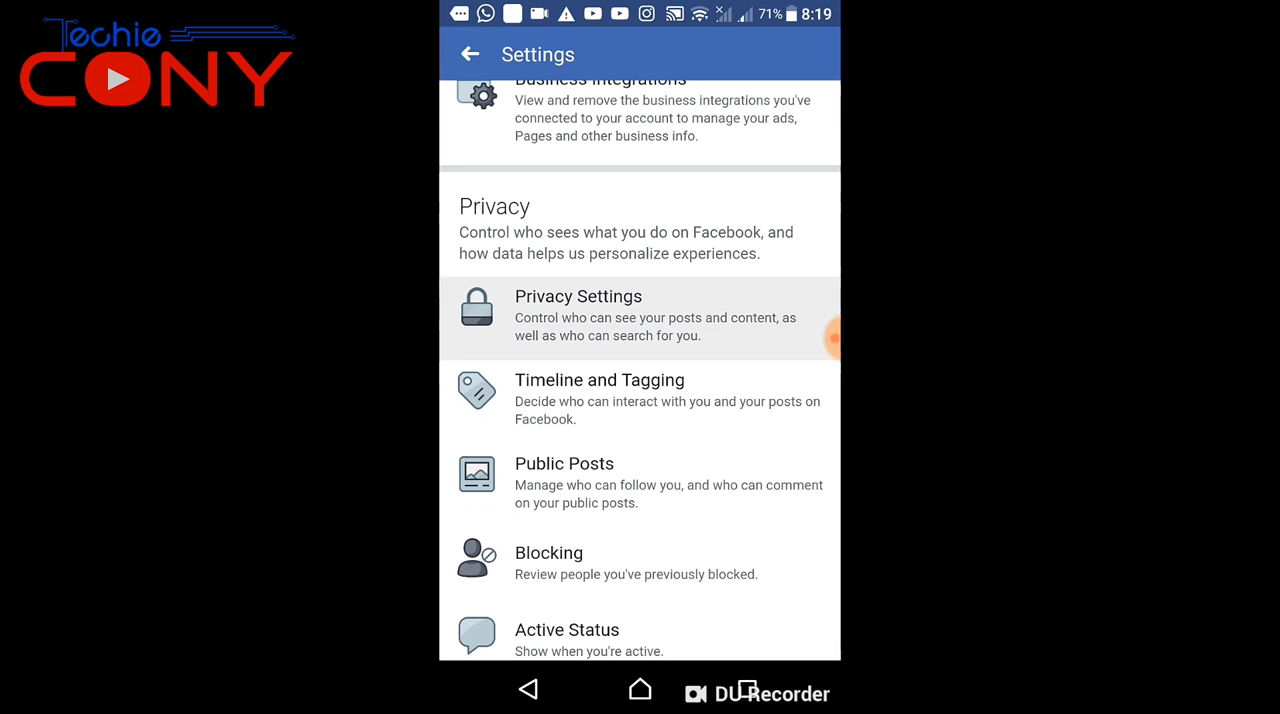 Techie
CONY
71% 8:19
Settings
Business Integrations
View and remove the business integrations you've
connected to your account to manage your ads,
Pages and other business info.
Privacy
Control who sees what you do on Facebook, and
how data helps us personalize experiences.
Privacy Settings
Control who can see your posts and content, as
well as who can search for you.
Timeline and Tagging
Decide who can interact with you and your posts on
Facebook.
Public Posts
Manage who can follow you, and who can comment
on your public posts.
Blocking
Review people you've previously blocked.
Active Status
Show when you're active.
DU Recorder